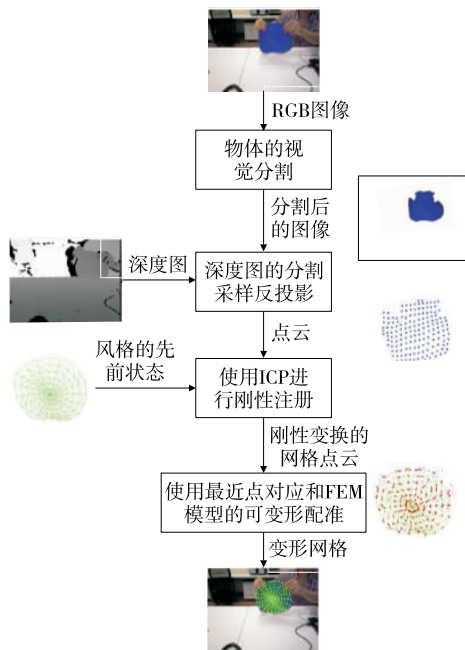 RGB图像
物体的视
觉分割
分割后
的图像
深度图
深度图的分割
采样反投影
点云
风格的先
前状态
使用ICP进
行刚性注册
刚性变换的
网格点云
使用最近点对应和FEM
模型的可变形配准
变形网格